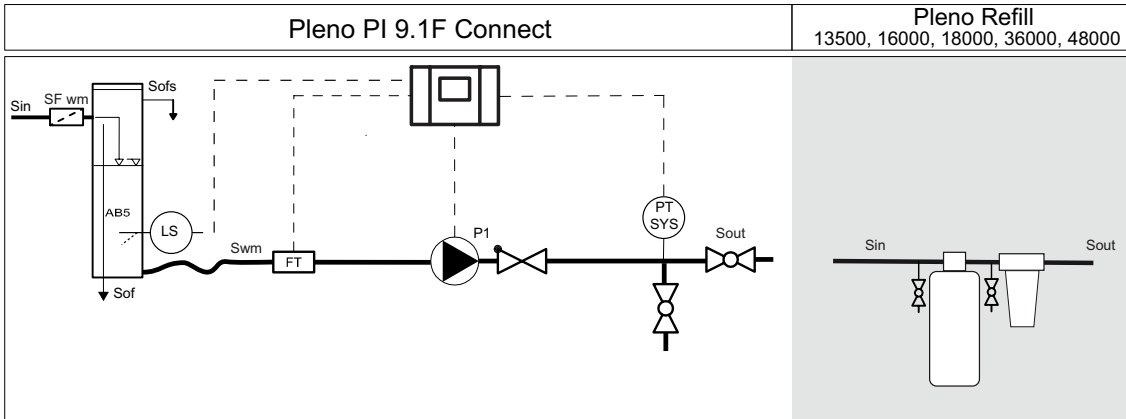 Pleno PI 9.1F Connect
Pleno Refill
13500, 16000, 18000, 36000, 48000
Sin
SF wm
Sofs
AB5
LS
Sof
Swm
FT
P1
PT
SYS
Sout
Sin
Sout